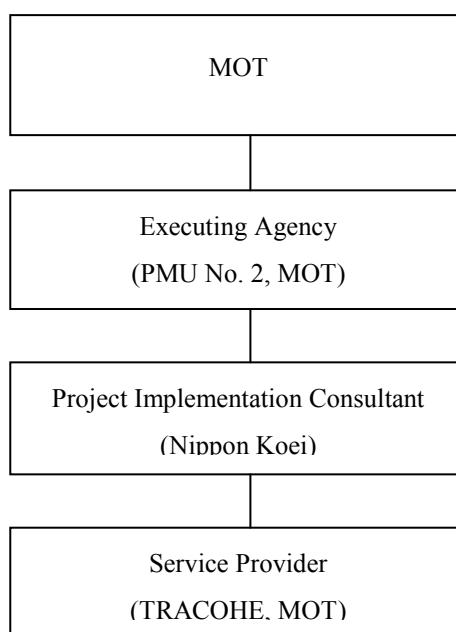 MOT
Executing Agency
(PMU No. 2, MOT)
Project Implementation Consultant
(Nippon Koei)
Service Provider
(TRACOHE, MOT)